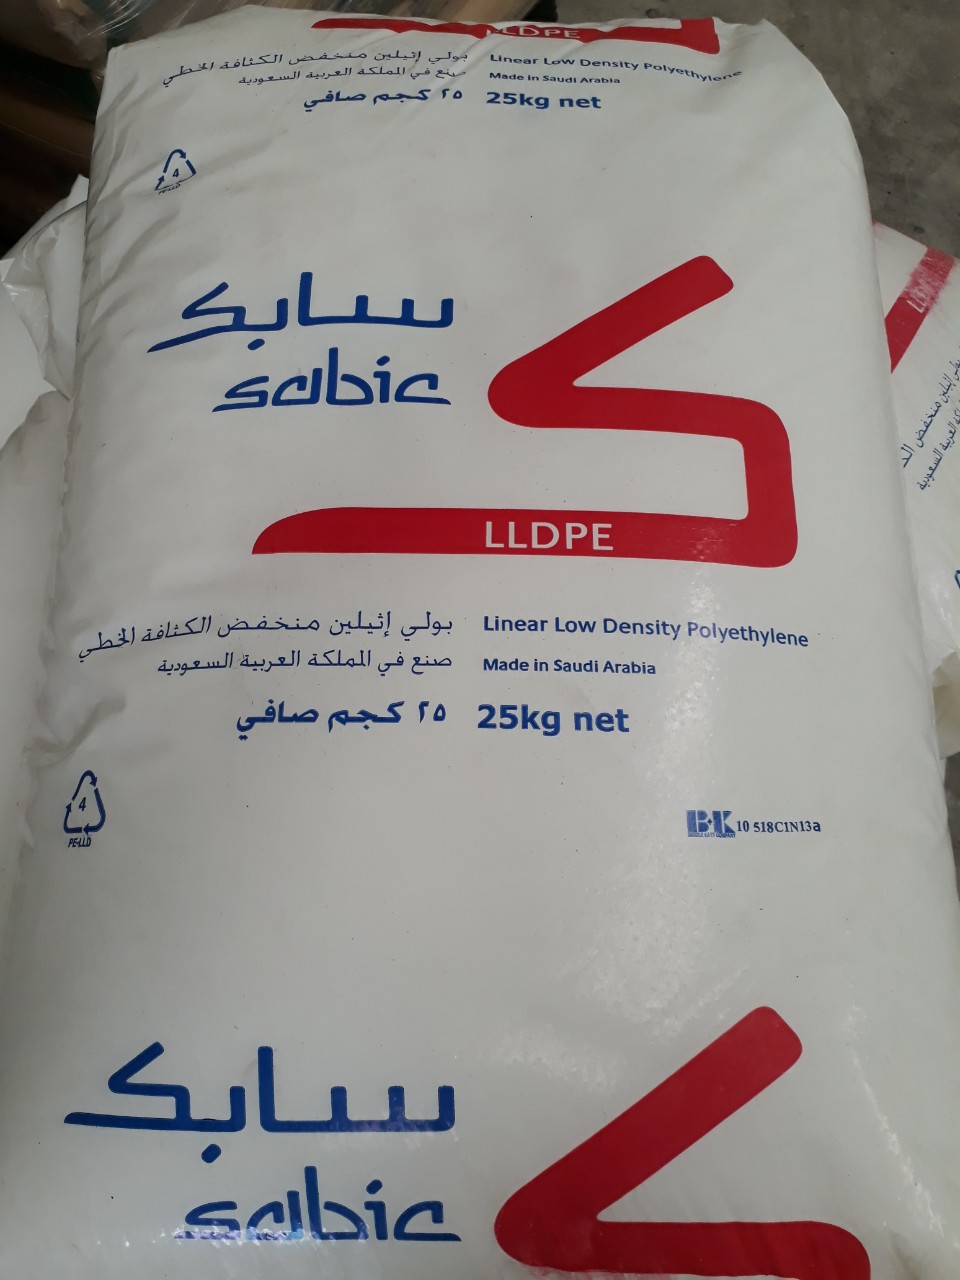 LLDPE
بولي إثيلين منخفض الكثافة الخطي Linear Low Density Polyethylene
صنع في المملكة العربية السعودية Made in Saudi Arabia
٢٥ كجم صافي 25kg net
4
PE-LLD
سابك
sabic
LLDPE
بولي إثيلين منخفض الكثافة الخطي Linear Low Density Polyethylene
صنع في المملكة العربية السعودية Made in Saudi Arabia
٢٥ كجم صافي 25kg net
4
PE-LLD
B·K 10 518C1N13a
سابك
sabic